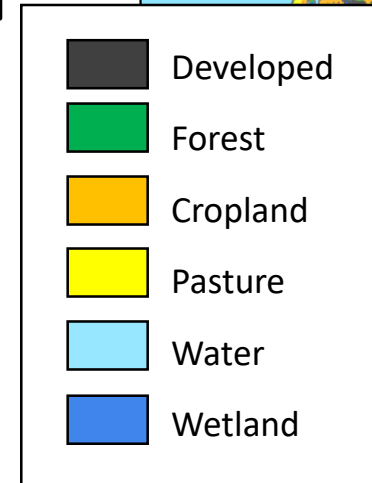 Developed
Forest
Cropland
Pasture
Water
Wetland